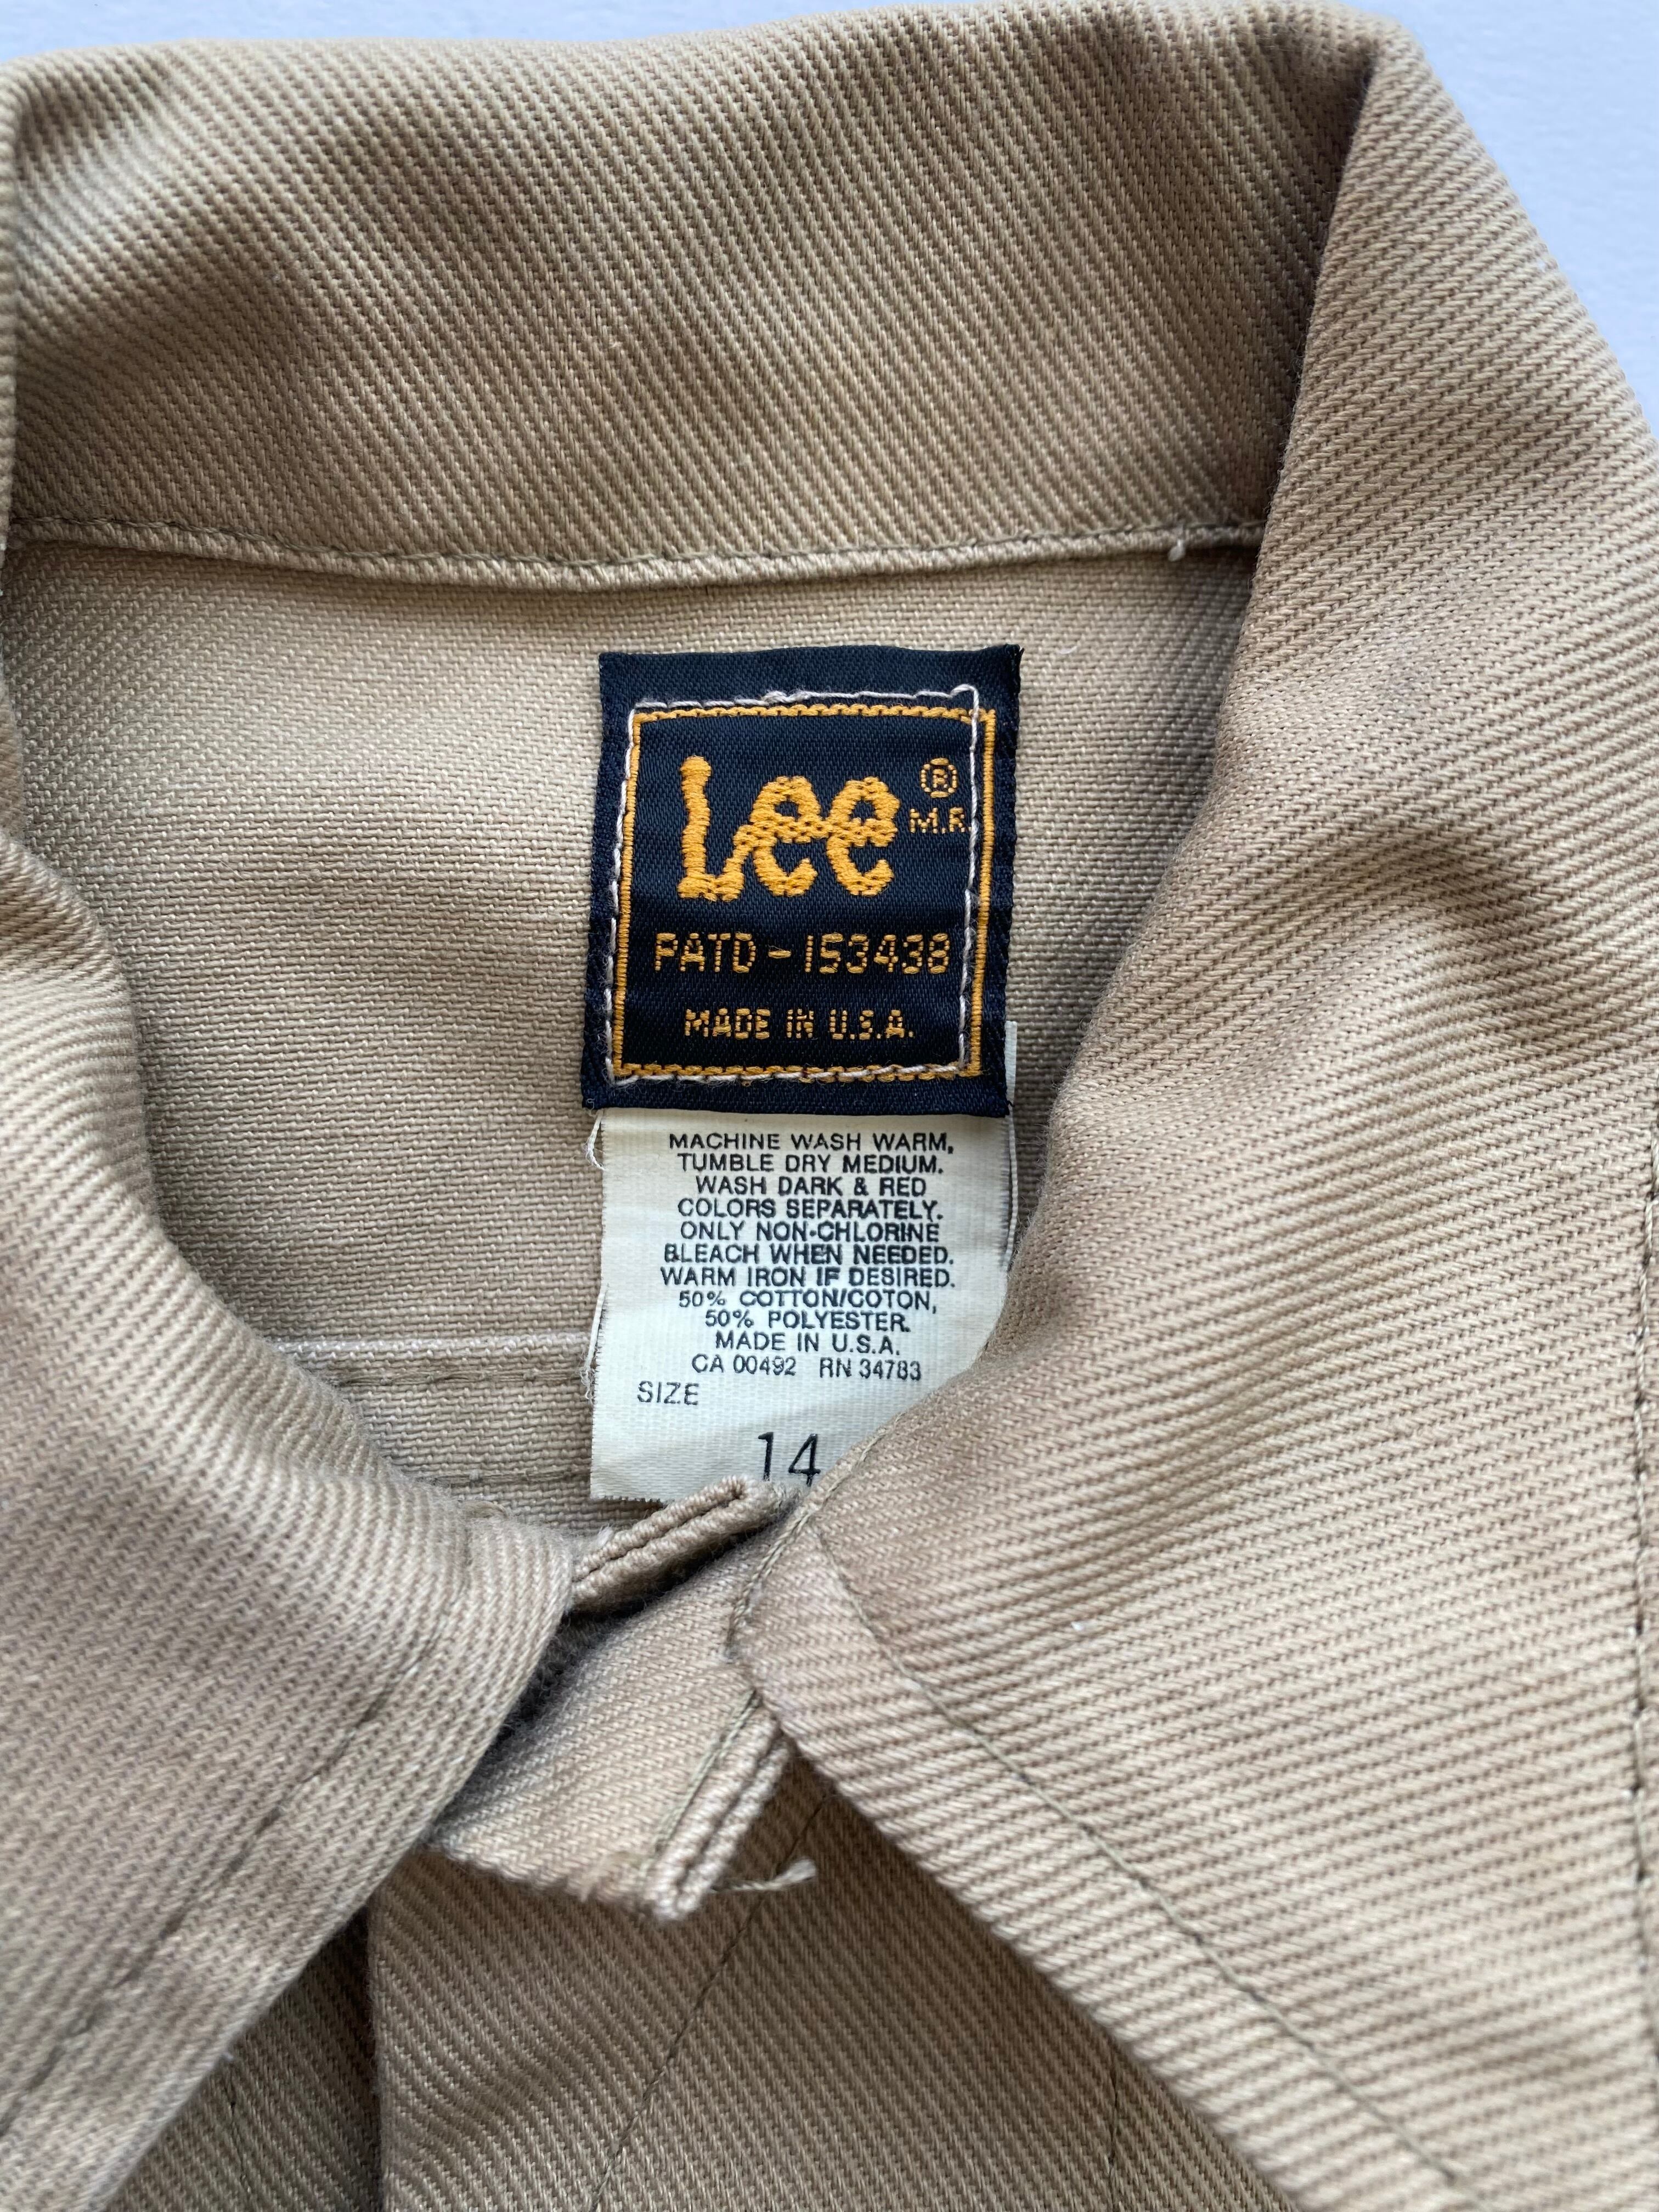 Lee ® M.R.
PATD-153438
MADE IN U.S.A.
MACHINE WASH WARM,
TUMBLE DRY MEDIUM.
WASH DARK & RED
COLORS SEPARATELY.
ONLY NON-CHLORINE
BLEACH WHEN NEEDED.
WARM IRON IF DESIRED.
50% COTTON/COTON,
50% POLYESTER.
MADE IN U.S.A.
CA 00492 RN 34783
SIZE
14